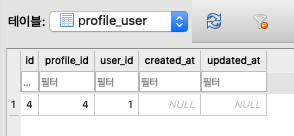 테이블: profile_user
id profile_id user_id created_at updated_at
... 필터 필터 필터 필터
1 4 4 1 NULL NULL